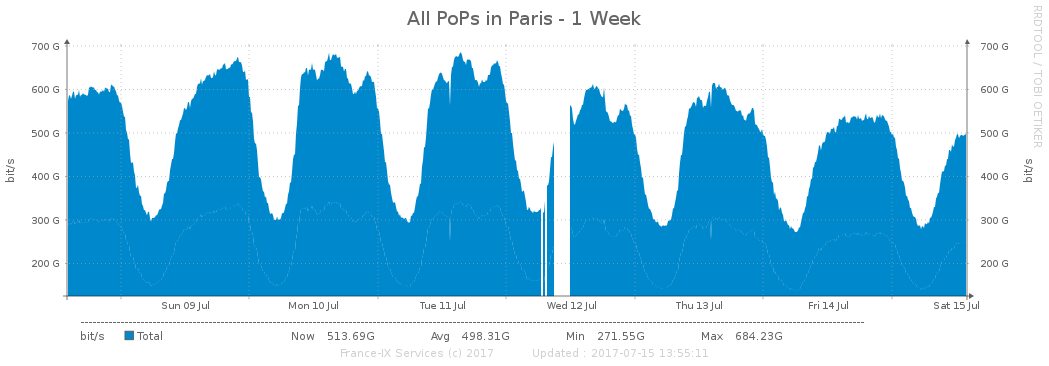 All PoPs in Paris - 1 Week
RRDTOOL / TOBI OETIKER
700 G 700 G
600 G 600 G
500 G 500 G
400 G 400 G
300 G 300 G
200 G 200 G
bit/s bit/s
Sun 09 Jul Mon 10 Jul Tue 11 Jul Wed 12 Jul Thu 13 Jul Fri 14 Jul Sat 15 Jul
bit/s Total Now 513.69G Avg 498.31G Min 271.55G Max 684.23G
France-IX Services (c) 2017 Updated : 2017-07-15 13:55:11